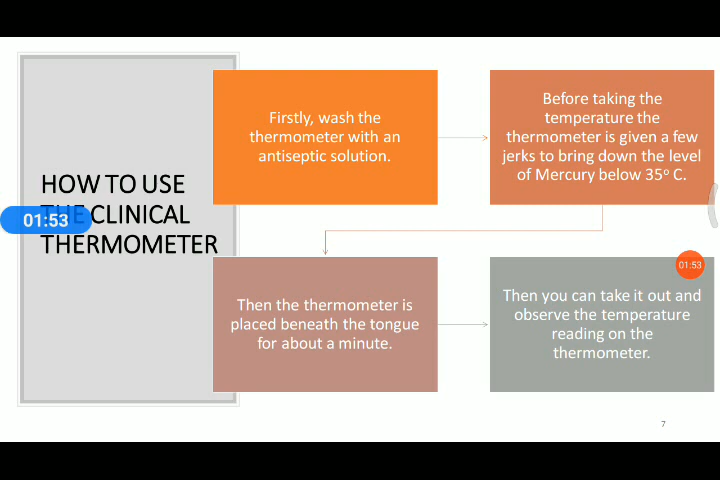 HOW TO USE
THE CLINICAL
THERMOMETER
01:53
Firstly, wash the
thermometer with an
antiseptic solution.
Before taking the
temperature the
thermometer is given a few
jerks to bring down the level
of Mercury below 35º C.
Then the thermometer is
placed beneath the tongue
for about a minute.
01:53
Then you can take it out and
observe the temperature
reading on the
thermometer.
7